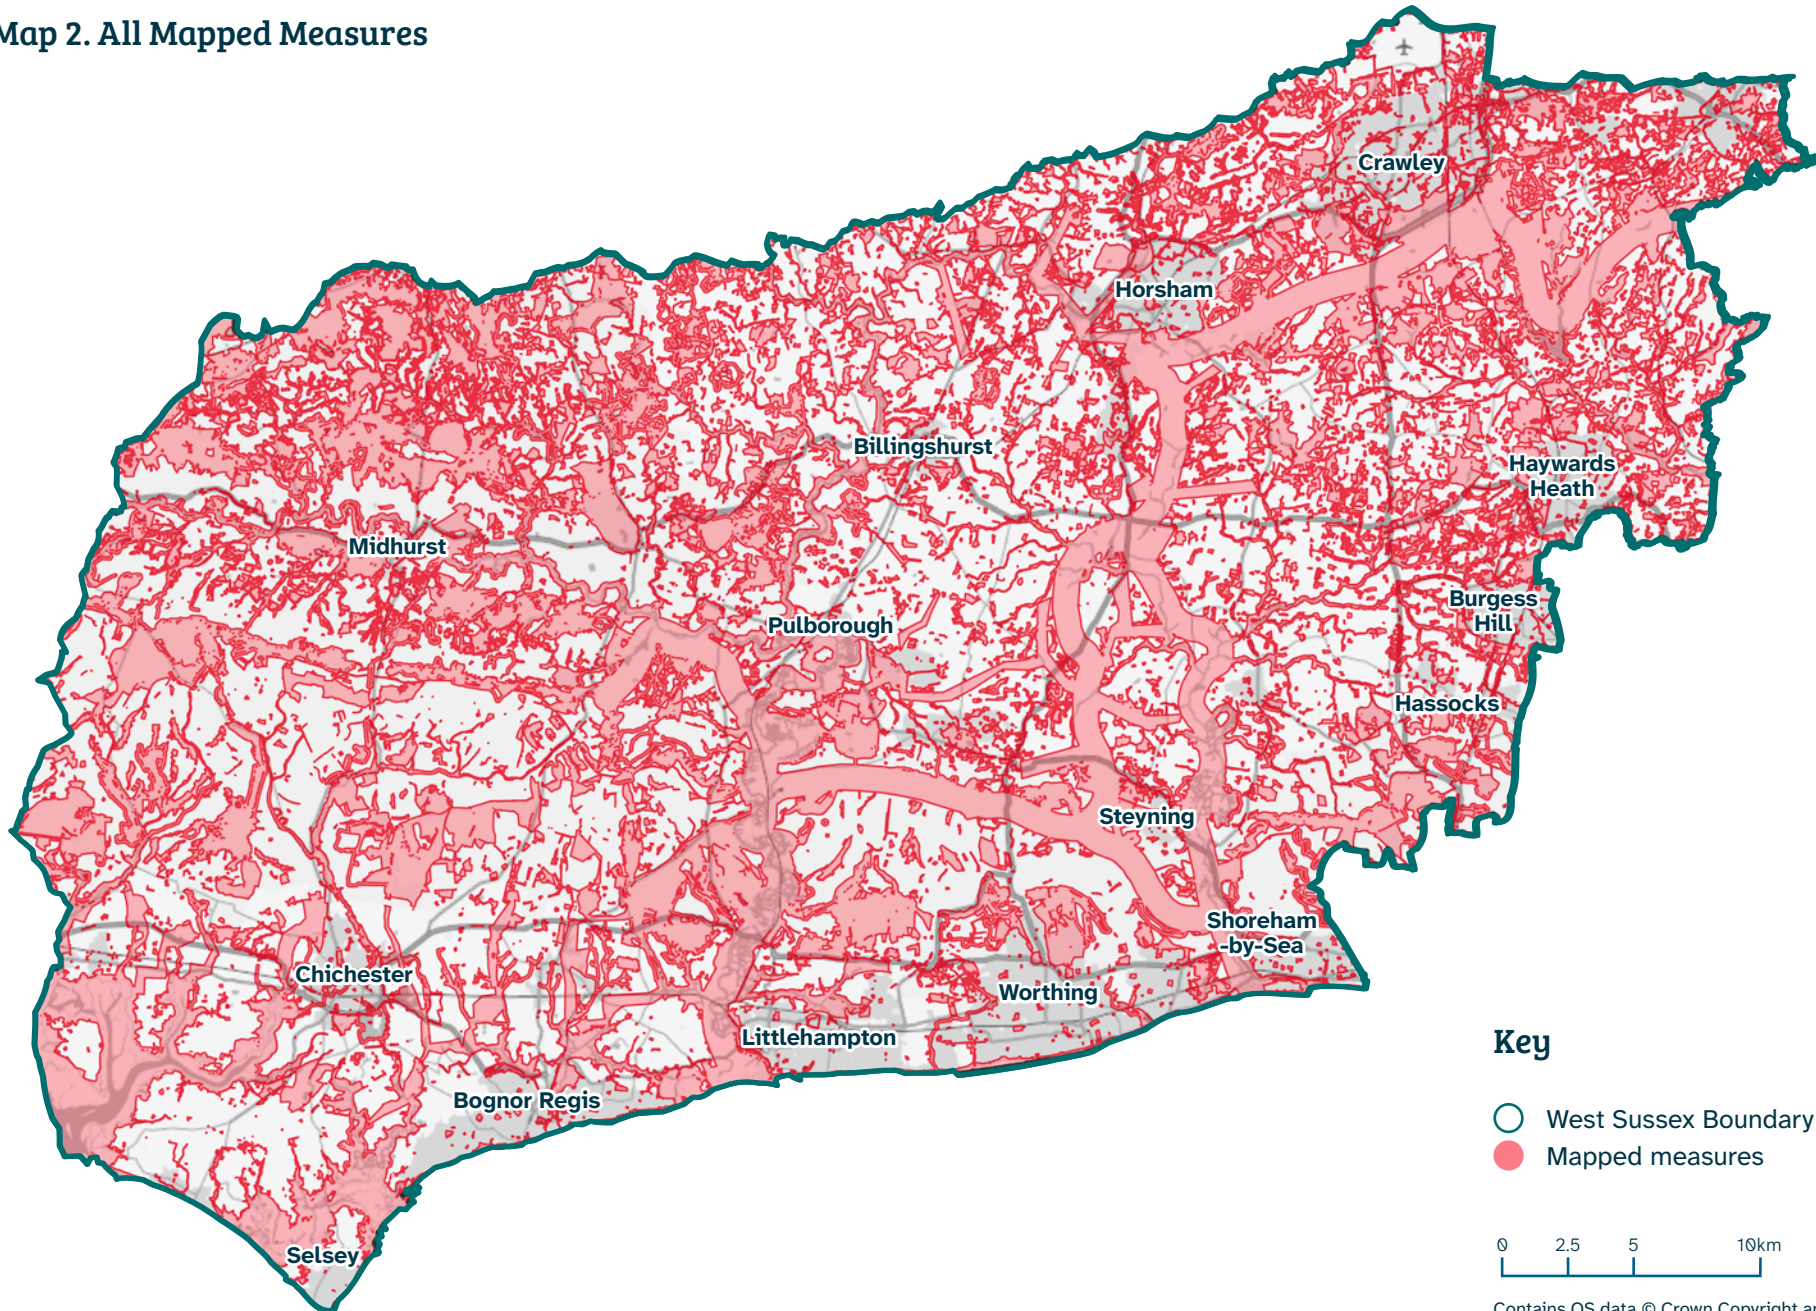 Map 2. All Mapped Measures
Crawley
Horsham
Billingshurst
Haywards
Heath
Midhurst
Burgess
Hill
Pulborough
Hassocks
Steyning
Shoreham
-by-Sea
Chichester
Worthing
Littlehampton
Bognor Regis
Selsey
Key
West Sussex Boundary
Mapped measures
0 2.5 5 10km
Contains OS data © Crown Copyright